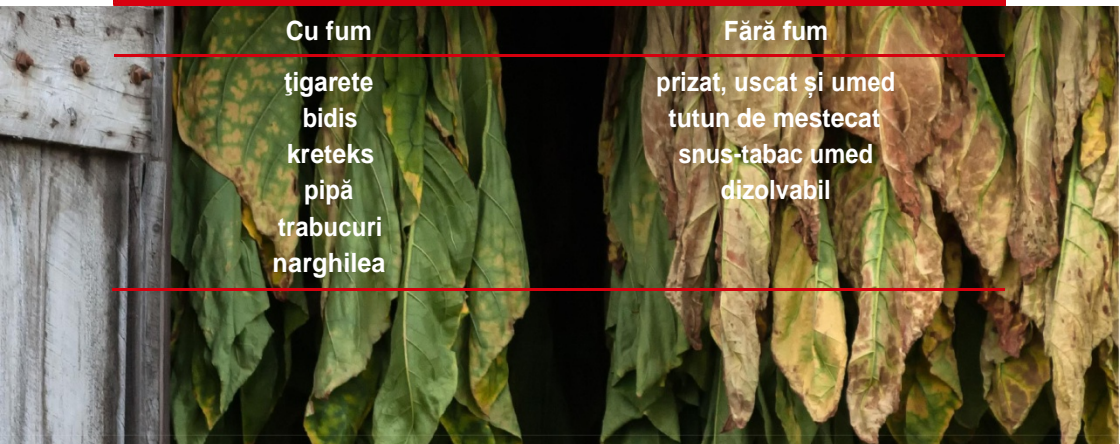 Cu fum
Fără fum
ţigarete
prizat, uscat și umed
bidis
tutun de mestecat
kreteks
snus-tabac umed
pipă
dizolvabil
trabucuri
narghilea